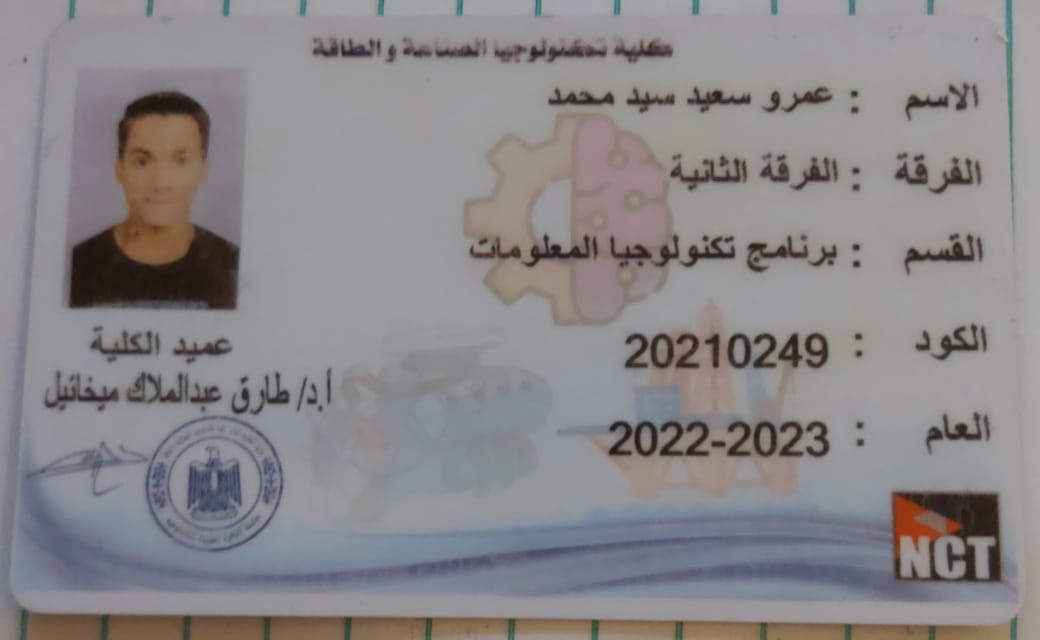 كلية تكنولوجيا الصناعة والطاقة
الاسم : عمرو سعيد سيد محمد
الفرقة : الفرقة الثانية
القسم : برنامج تكنولوجيا المعلومات
الكود : 20210249
العام : 2022-2023
عميد الكلية
أ.د/ طارق عبدالملاك ميخائيل
NCT